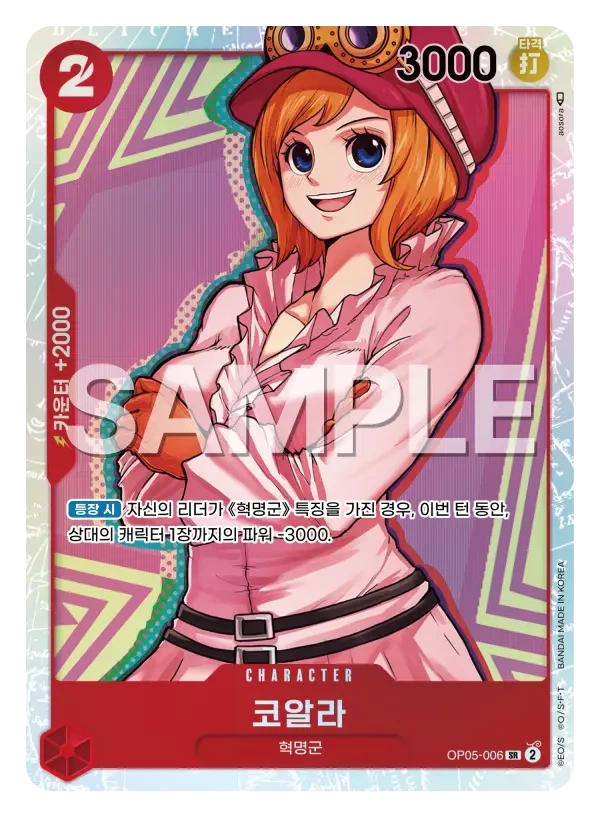 2
3000
타격
打
aosora
카운터 +2000
SAMPLE
등장 시 자신의 리더가 《혁명군》 특징을 가진 경우, 이번 턴 동안,
상대의 캐릭터 1장까지의 파워 -3000.
CHARACTER
코알라
혁명군
OP05-006 SR 2
©EO/S ©O/S·F·T BANDAI MADE IN KOREA